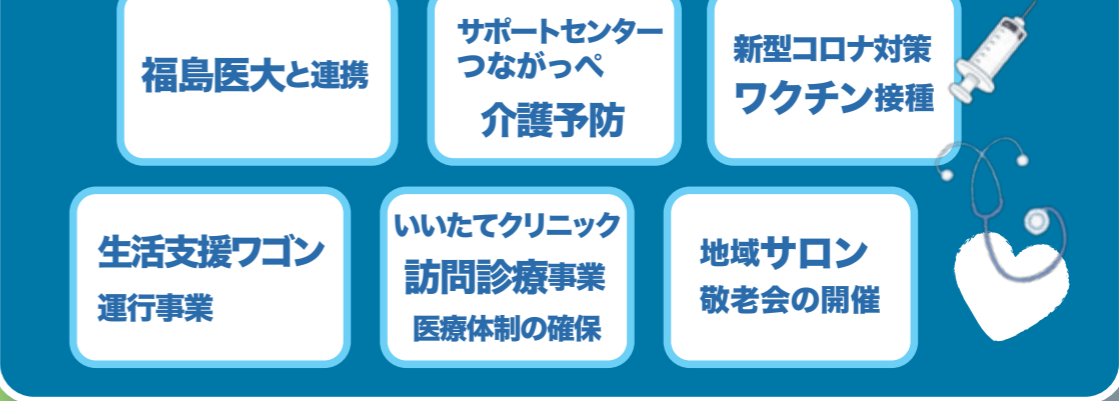 福島医大と連携
サポートセンター
つながっぺ
介護予防
新型コロナ対策
ワクチン接種
生活支援ワゴン
運行事業
いいたてクリニック
訪問診療事業
医療体制の確保
地域サロン
敬老会の開催